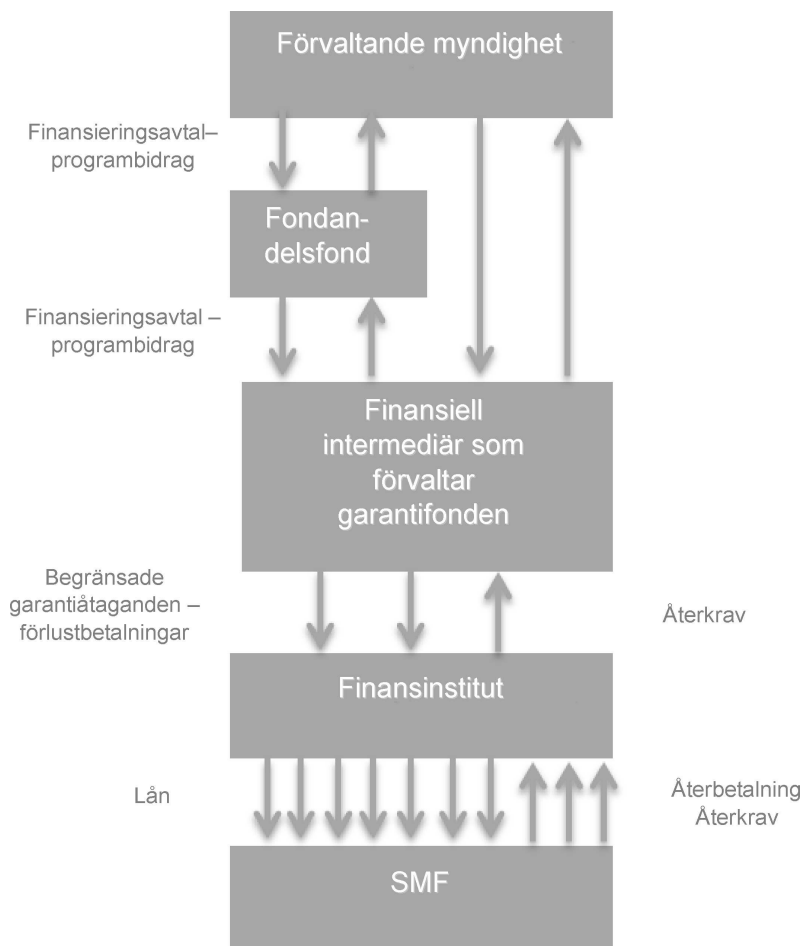 Förvaltande myndighet
Finansieringsavtal–
programbidrag
Fondan-
delsfond
Finansieringsavtal –
programbidrag
Finansiell
intermediär som
förvaltar
garantifonden
Begränsade
garantiåtaganden –
förlustbetalningar
Återkrav
Finansinstitut
Lån
Återbetalning
Återkrav
SMF